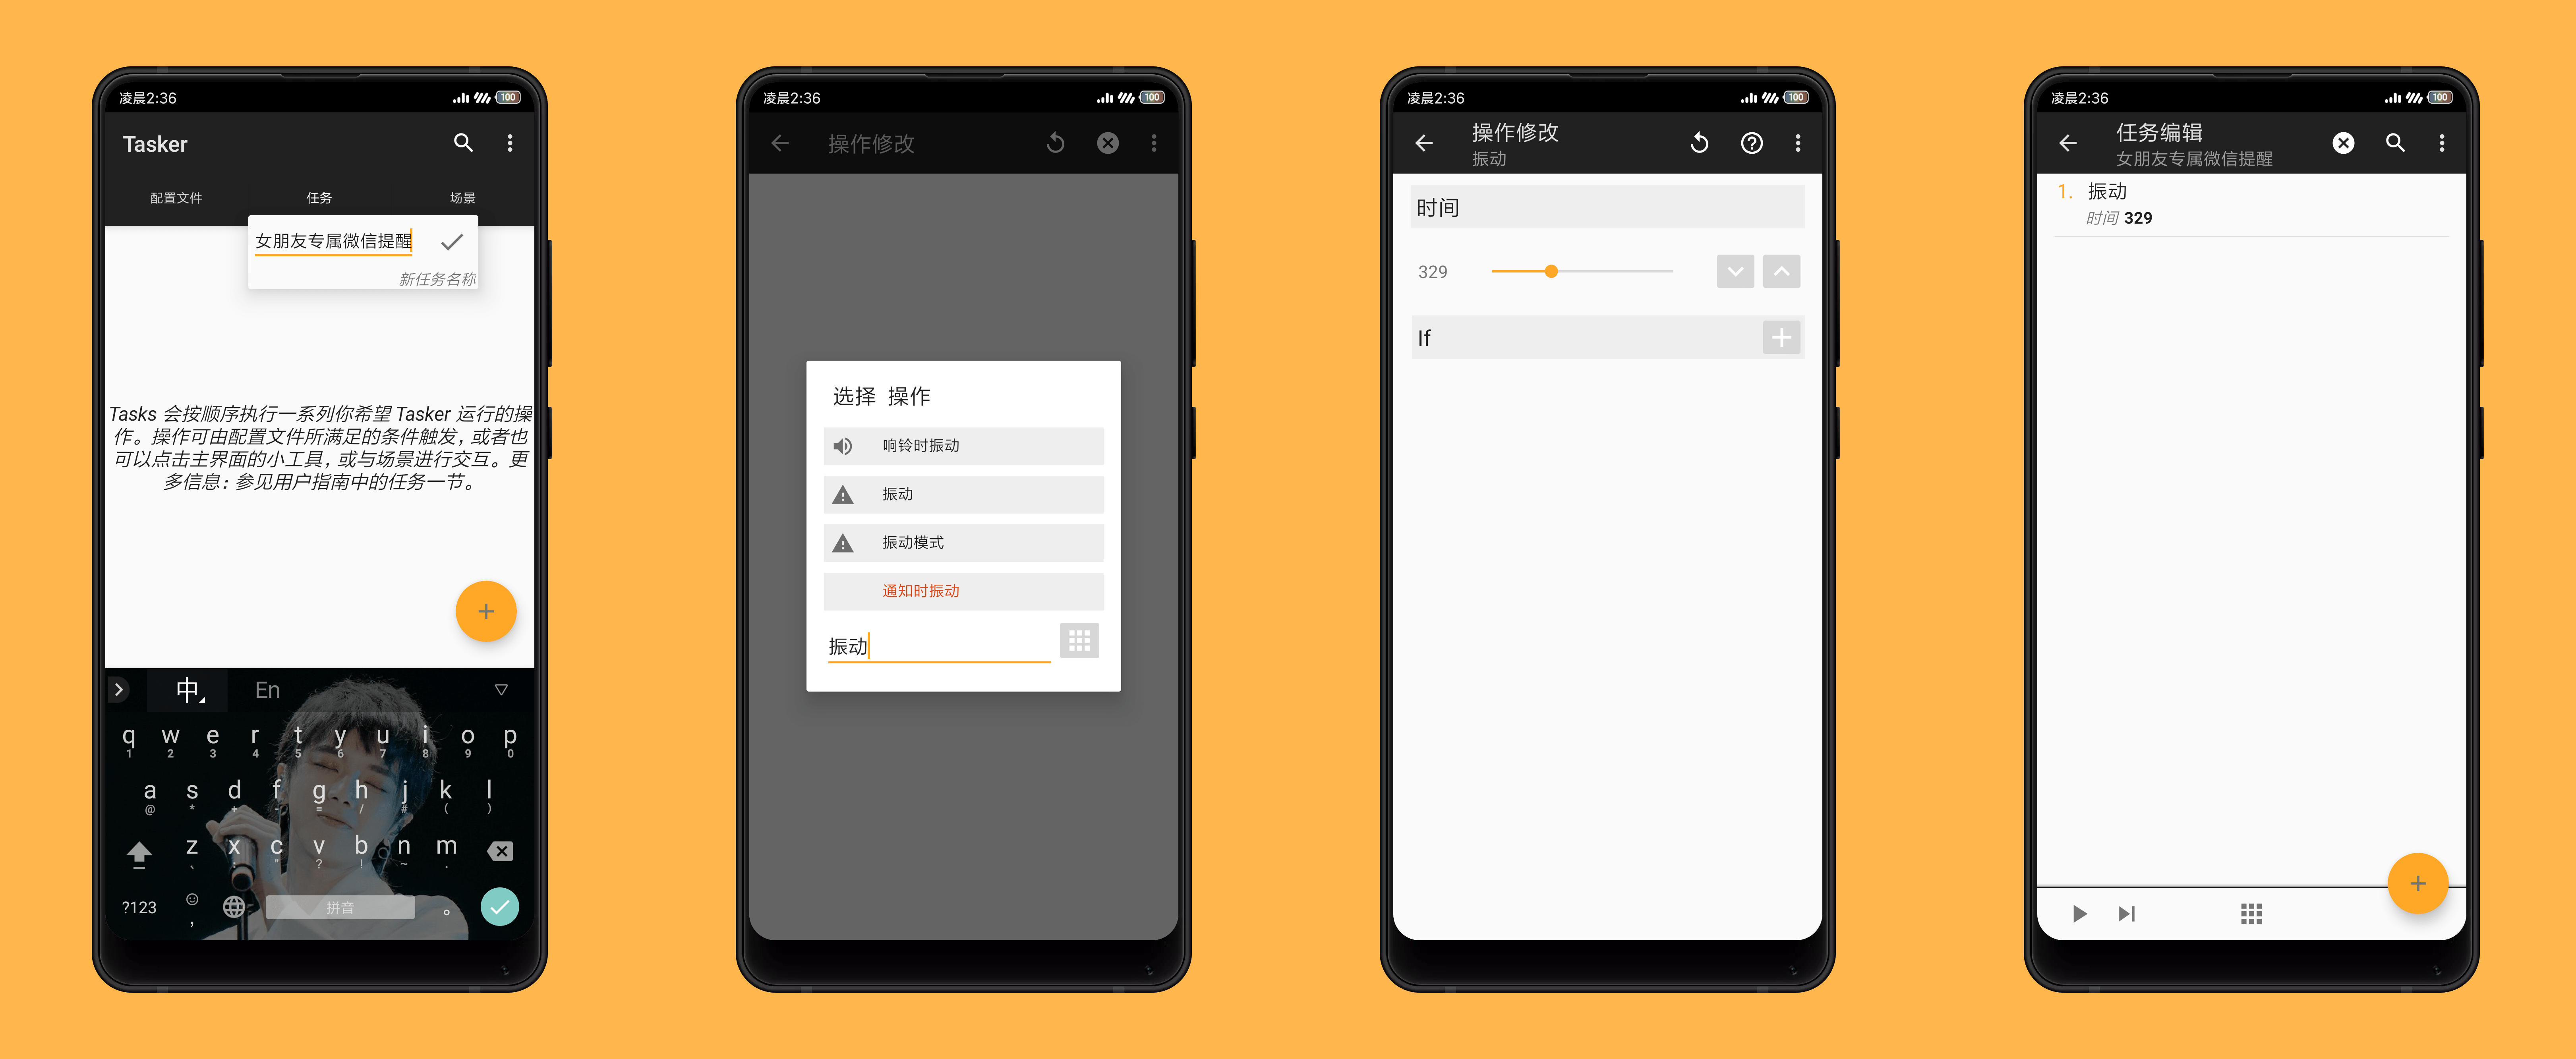 凌晨2:36
100
Tasker
配置文件 任务 场景
女朋友专属微信提醒
新任务名称
Tasks 会按顺序执行一系列你希望 Tasker 运行的操
作。操作可由配置文件所满足的条件触发，或者也
可以点击主界面的小工具，或与场景进行交互。更
多信息：参见用户指南中的任务一节。
中 En
q w e r t y u i o p
1 2 3 4 5 6 7 8 9 0
a s d f g h j k l
@ * + - = / # ( )
z x c v b n m
、 : " ? ! ~ .
?123 , 拼音 。
凌晨2:36
100
操作修改
选择 操作
响铃时振动
振动
振动模式
通知时振动
振动
凌晨2:36
100
操作修改
振动
时间
329
If
凌晨2:36
100
任务编辑
女朋友专属微信提醒
1. 振动
时间 329